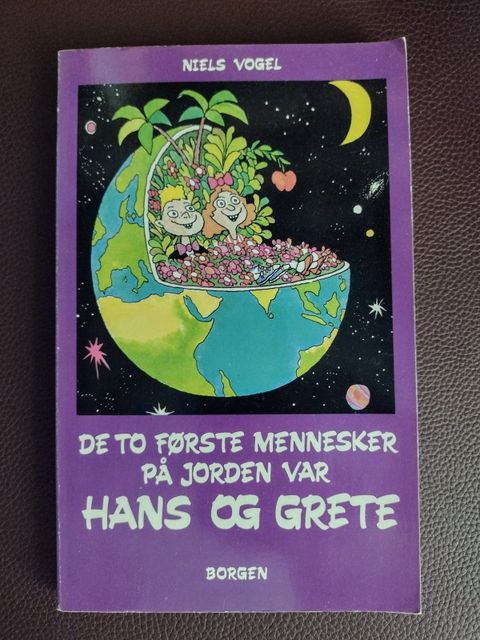 NIELS VOGEL
DE TO FØRSTE MENNESKER
PÅ JORDEN VAR
HANS OG GRETE
BORGEN